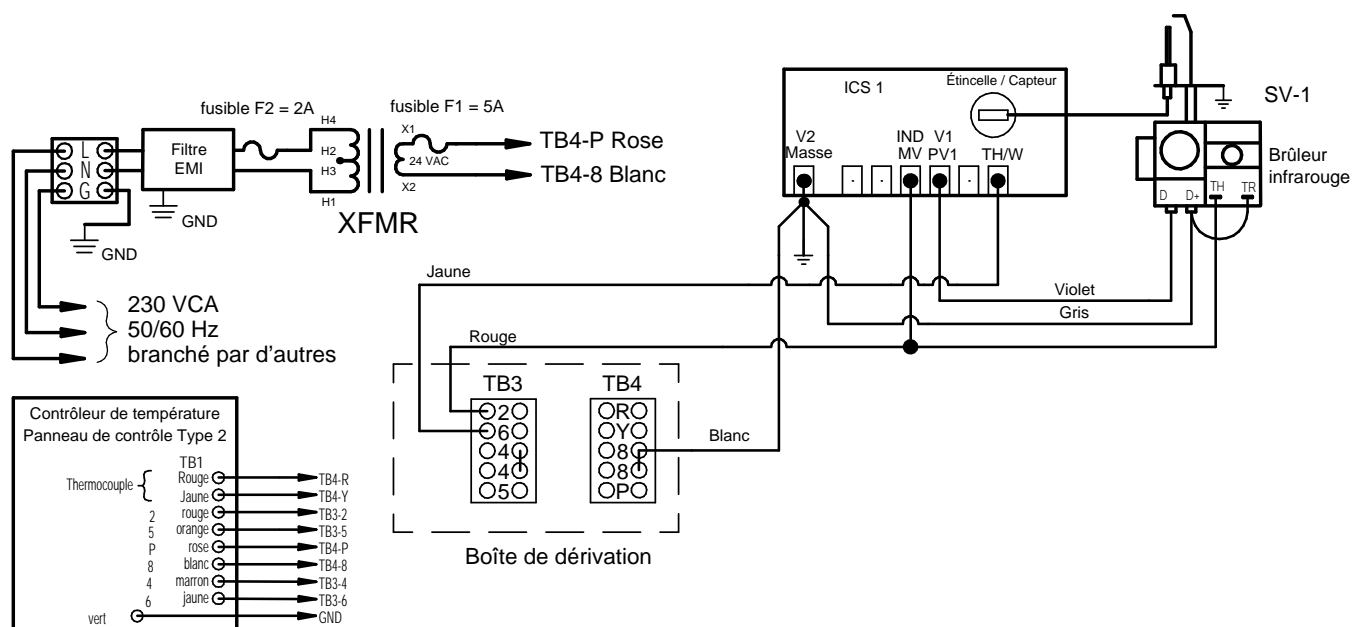 fusible F2 = 2A
fusible F1 = 5A
L
N
G
Filtre
EMI
GND
GND
H4
H2
H3
H1
XFMR
X1
24 VAC
X2
TB4-P Rose
TB4-8 Blanc
230 VCA
50/60 Hz
branché par d'autres
ICS 1
Étincelle / Capteur
V2
Masse
IND
MV
V1
PV1
TH/W
SV-1
Brûleur
infrarouge
D
D+
TH
TR
Jaune
Violet
Gris
Rouge
Blanc
TB3
2
6
4
4
5
TB4
R
Y
8
8
P
Boîte de dérivation
Contrôleur de température
Panneau de contrôle Type 2
TB1
Thermocouple
Rouge TB4-R
Jaune TB4-Y
2 rouge TB3-2
5 orange TB3-5
P rose TB4-P
8 blanc TB4-8
4 marron TB3-4
6 jaune TB3-6
vert GND